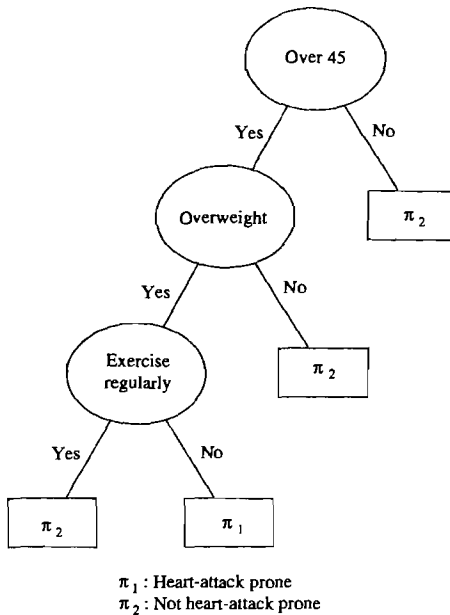 Over 45
Yes
No
Overweight
π₂
Yes
No
Exercise
regularly
π₂
Yes
No
π₂
π₁
π₁ : Heart-attack prone
π₂ : Not heart-attack prone